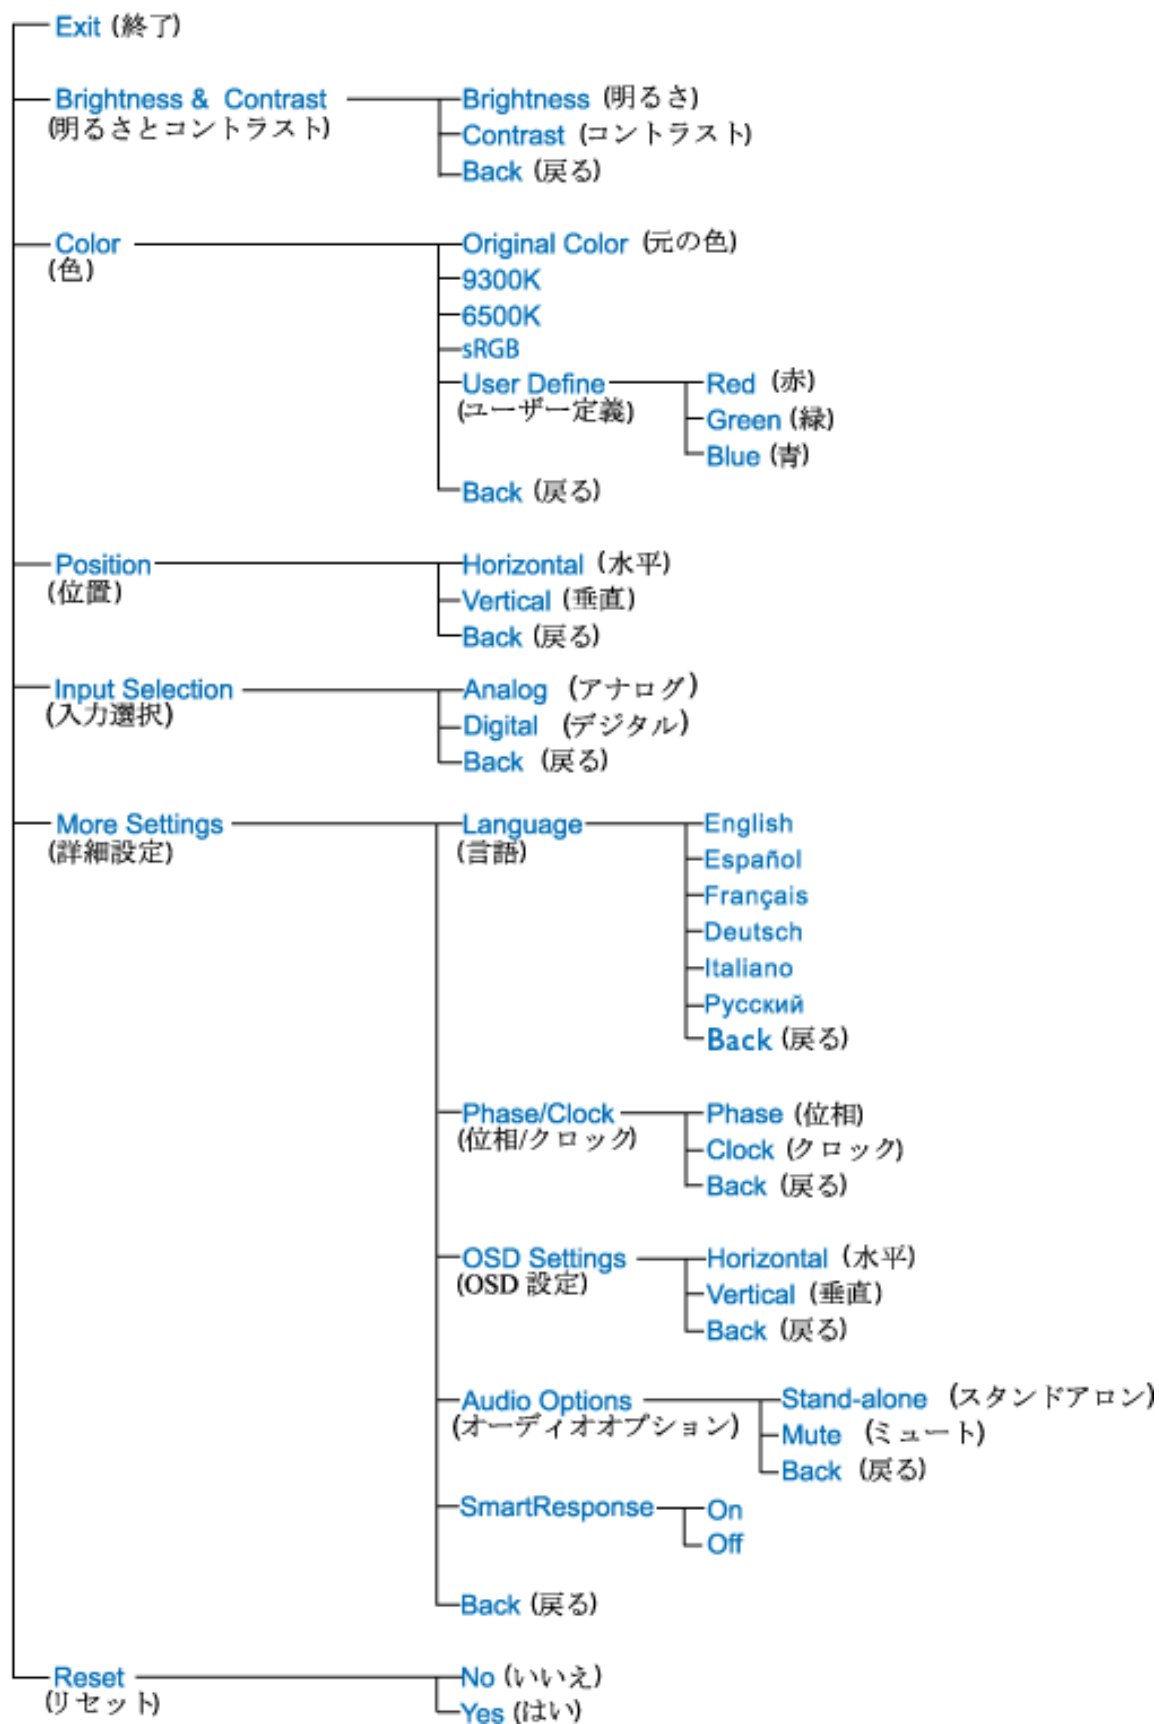 Exit (終了)
Brightness & Contrast
(明るさとコントラスト)
Brightness (明るさ)
Contrast (コントラスト)
Back (戻る)
Color
(色)
Original Color (元の色)
9300K
6500K
sRGB
User Define
(ユーザー定義)
Red (赤)
Green (緑)
Blue (青)
Back (戻る)
Position
(位置)
Horizontal (水平)
Vertical (垂直)
Back (戻る)
Input Selection
(入力選択)
Analog (アナログ)
Digital (デジタル)
Back (戻る)
More Settings
(詳細設定)
Language
(言語)
English
Español
Français
Deutsch
Italiano
Русский
Back (戻る)
Phase/Clock
(位相/クロック)
Phase (位相)
Clock (クロック)
Back (戻る)
OSD Settings
(OSD 設定)
Horizontal (水平)
Vertical (垂直)
Back (戻る)
Audio Options
(オーディオオプション)
Stand-alone (スタンドアロン)
Mute (ミュート)
Back (戻る)
SmartResponse
On
Off
Back (戻る)
Reset
(リセット)
No (いいえ)
Yes (はい)